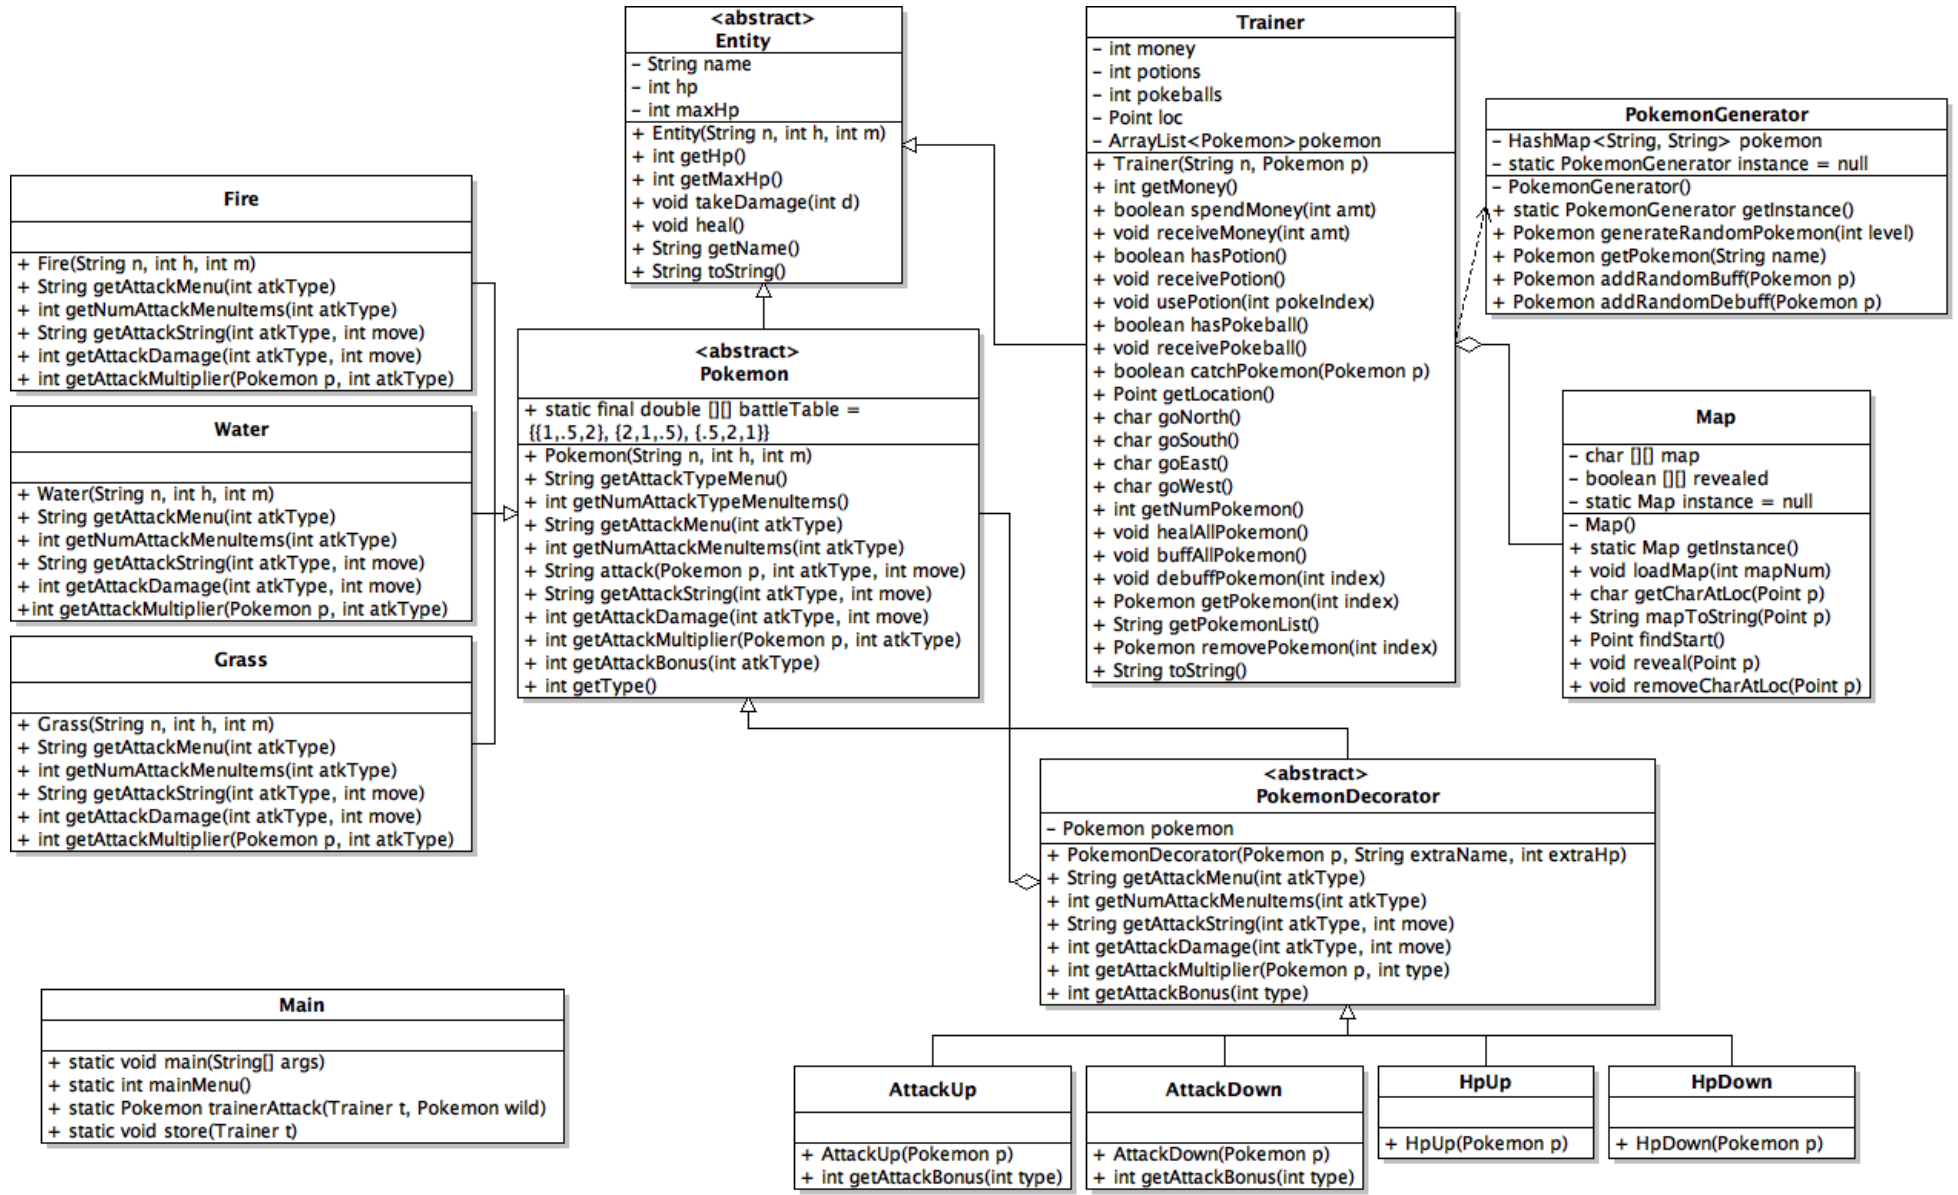 <abstract>
Entity
- String name
- int hp
- int maxHp
+ Entity(String n, int h, int m)
+ int getHp()
+ int getMaxHp()
+ void takeDamage(int d)
+ void heal()
+ String getName()
+ String toString()
Trainer
- int money
- int potions
- int pokeballs
- Point loc
- ArrayList<Pokemon>pokemon
+ Trainer(String n, Pokemon p)
+ int getMoney()
+ boolean spendMoney(int amt)
+ void receiveMoney(int amt)
+ boolean hasPotion()
+ void receivePotion()
+ void usePotion(int pokeIndex)
+ boolean hasPokeball()
+ void receivePokeball()
+ boolean catchPokemon(Pokemon p)
+ Point getLocation()
+ char goNorth()
+ char goSouth()
+ char goEast()
+ char goWest()
+ int getNumPokemon()
+ void healAllPokemon()
+ void buffAllPokemon()
+ void debuffPokemon(int index)
+ Pokemon getPokemon(int index)
+ String getPokemonList()
+ Pokemon removePokemon(int index)
+ String toString()
PokemonGenerator
- HashMap<String, String> pokemon
- static PokemonGenerator instance = null
- PokemonGenerator()
+ static PokemonGenerator getInstance()
+ Pokemon generateRandomPokemon(int level)
+ Pokemon getPokemon(String name)
+ Pokemon addRandomBuff(Pokemon p)
+ Pokemon addRandomDebuff(Pokemon p)
Fire
+ Fire(String n, int h, int m)
+ String getAttackMenu(int atkType)
+ int getNumAttackMenuItems(int atkType)
+ String getAttackString(int atkType, int move)
+ int getAttackDamage(int atkType, int move)
+ int getAttackMultiplier(Pokemon p, int atkType)
Water
+ Water(String n, int h, int m)
+ String getAttackMenu(int atkType)
+ int getNumAttackMenuItems(int atkType)
+ String getAttackString(int atkType, int move)
+ int getAttackDamage(int atkType, int move)
+int getAttackMultiplier(Pokemon p, int atkType)
Grass
+ Grass(String n, int h, int m)
+ String getAttackMenu(int atkType)
+ int getNumAttackMenuItems(int atkType)
+ String getAttackString(int atkType, int move)
+ int getAttackDamage(int atkType, int move)
+ int getAttackMultiplier(Pokemon p, int atkType)
<abstract>
Pokemon
+ static final double [][] battleTable =
{{1,.5,2}, {2,1,.5}, {.5,2,1}}
+ Pokemon(String n, int h, int m)
+ String getAttackTypeMenu()
+ int getNumAttackTypeMenuItems()
+ String getAttackMenu(int atkType)
+ int getNumAttackMenuItems(int atkType)
+ String attack(Pokemon p, int atkType, int move)
+ String getAttackString(int atkType, int move)
+ int getAttackDamage(int atkType, int move)
+ int getAttackMultiplier(Pokemon p, int atkType)
+ int getAttackBonus(int atkType)
+ int getType()
Map
- char [][] map
- boolean [][] revealed
- static Map instance = null
- Map()
+ static Map getInstance()
+ void loadMap(int mapNum)
+ char getCharAtLoc(Point p)
+ String mapToString(Point p)
+ Point findStart()
+ void reveal(Point p)
+ void removeCharAtLoc(Point p)
<abstract>
PokemonDecorator
- Pokemon pokemon
+ PokemonDecorator(Pokemon p, String extraName, int extraHp)
+ String getAttackMenu(int atkType)
+ int getNumAttackMenuItems(int atkType)
+ String getAttackString(int atkType, int move)
+ int getAttackDamage(int atkType, int move)
+ int getAttackMultiplier(Pokemon p, int type)
+ int getAttackBonus(int type)
Main
+ static void main(String[] args)
+ static int mainMenu()
+ static Pokemon trainerAttack(Trainer t, Pokemon wild)
+ static void store(Trainer t)
AttackUp
+ AttackUp(Pokemon p)
+ int getAttackBonus(int type)
AttackDown
+ AttackDown(Pokemon p)
+ int getAttackBonus(int type)
HpUp
+ HpUp(Pokemon p)
HpDown
+ HpDown(Pokemon p)